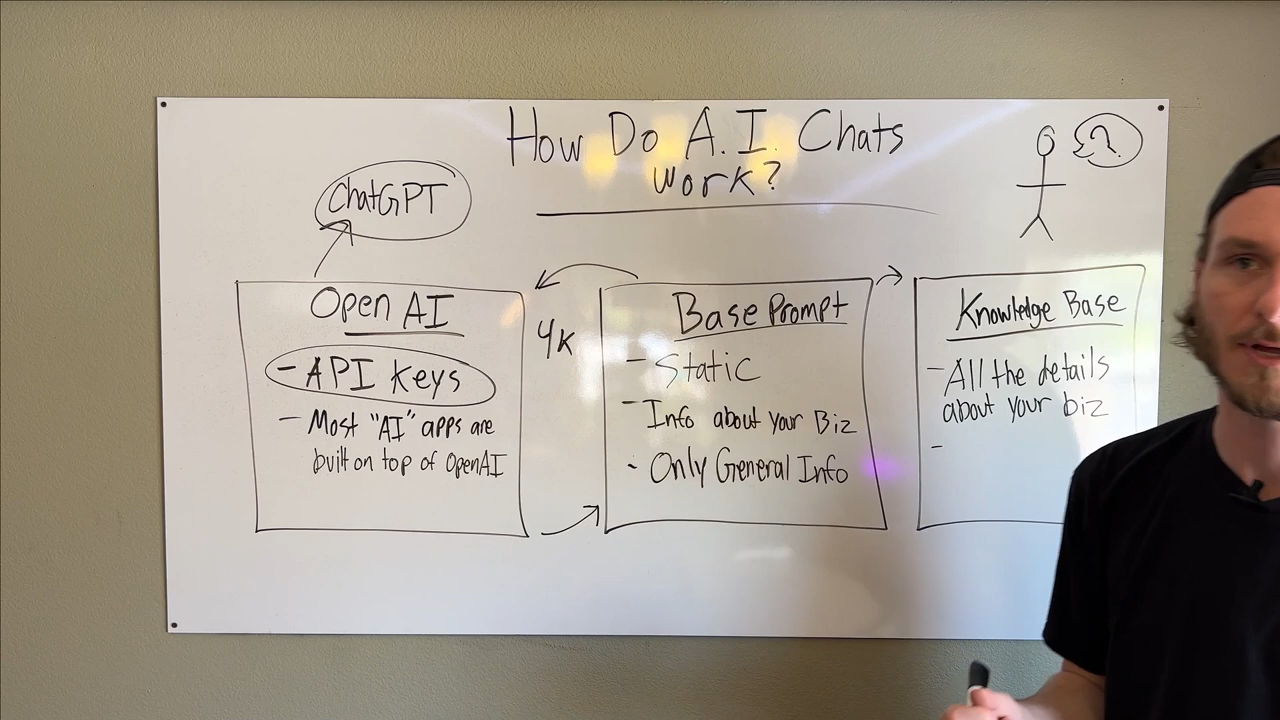 How Do A.I. Chats
Work?
?
ChatGPT
Open AI
- API Keys
- Most "AI" apps are
built on top of OpenAI
4K
Base Prompt
- Static
- Info about your Biz
- Only General Info
Knowledge Base
- All the details
about your biz
-